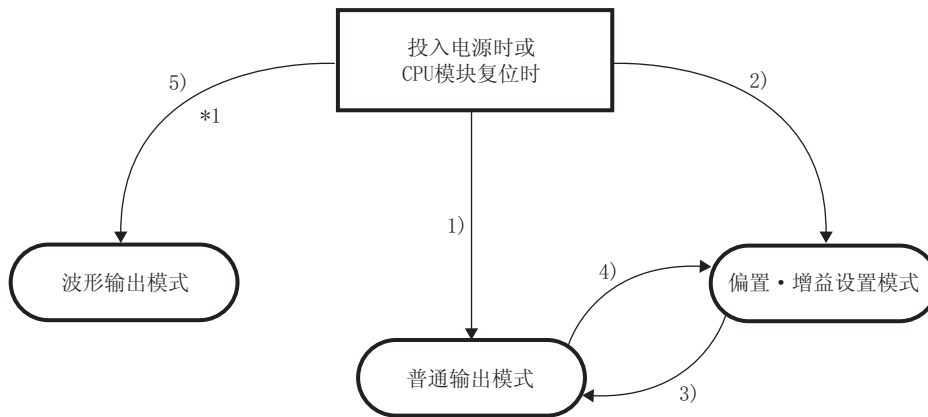 投入电源时或
CPU模块复位时
5)
*1
2)
1)
波形输出模式
4)
偏置·增益设置模式
普通输出模式
3)